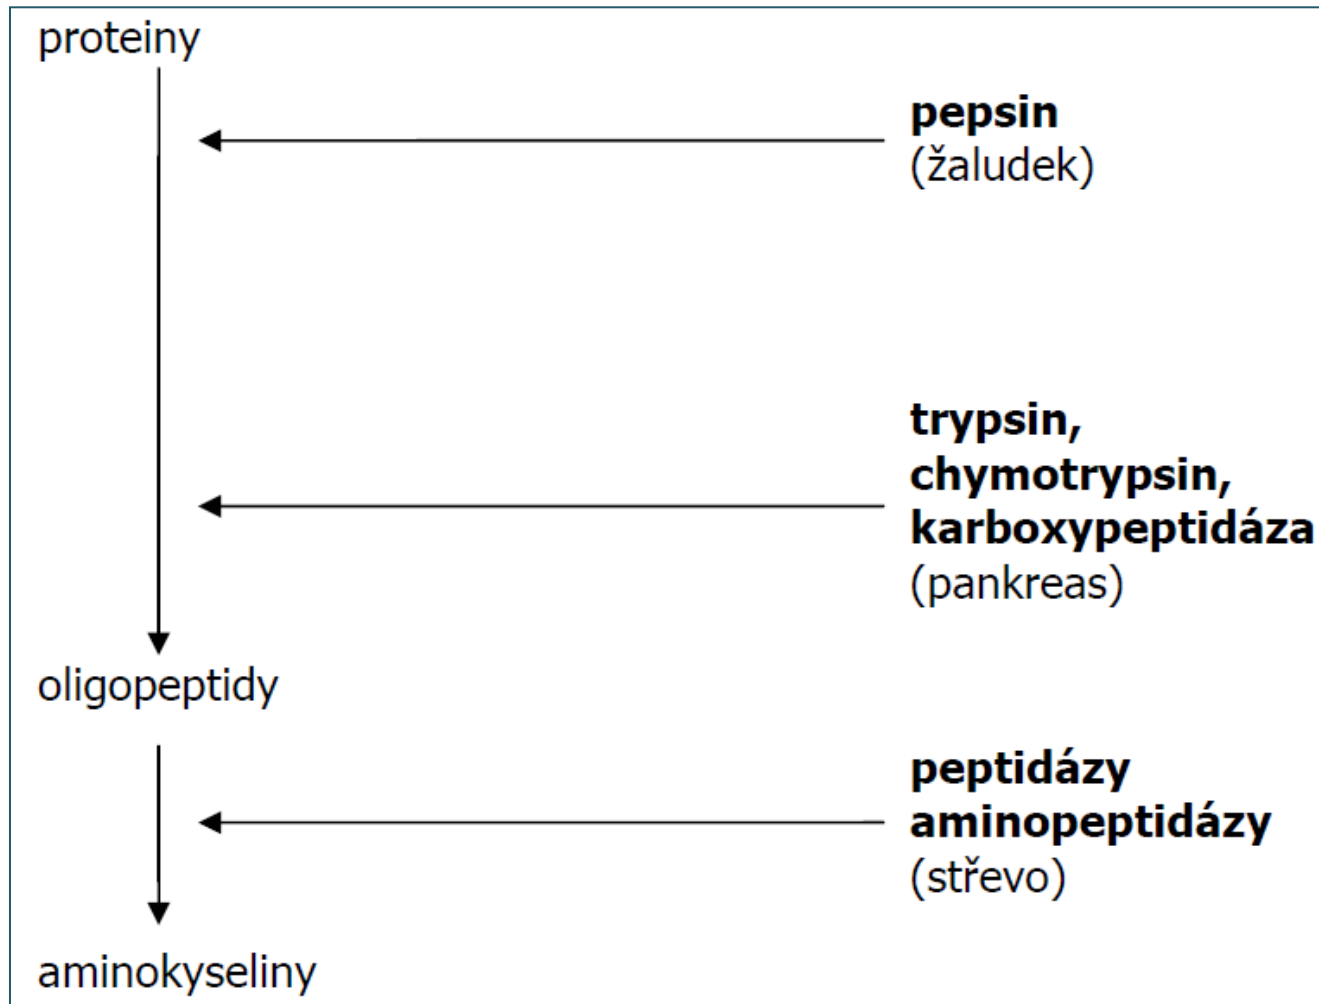 proteiny
pepsin
(žaludek)
trypsin,
chymotrypsin,
karboxypeptidáza
(pankreas)
oligopeptidy
peptidázy
aminopeptidázy
(střevo)
aminokyseliny